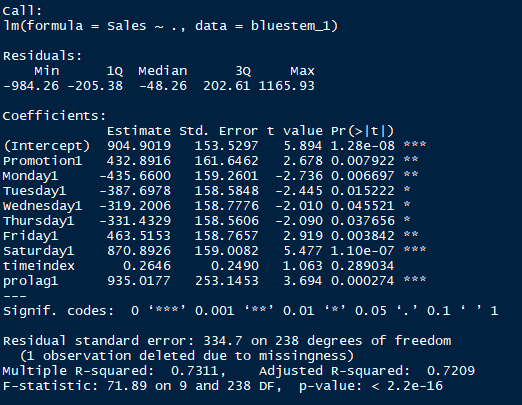 Call:
lm(formula = Sales ~ ., data = bluestem_1)
Residuals:
Min 1Q Median 3Q Max
-984.26 -205.38 -48.26 202.61 1165.93
Coefficients:
Estimate Std. Error t value Pr(>|t|)
(Intercept) 904.9019 153.5297 5.894 1.28e-08 ***
Promotion1 432.8916 161.6462 2.678 0.007922 **
Monday1 -435.6600 159.2601 -2.736 0.006697 **
Tuesday1 -387.6978 158.5848 -2.445 0.015222 *
Wednesday1 -319.2006 158.7776 -2.010 0.045521 *
Thursday1 -331.4329 158.5606 -2.090 0.037656 *
Friday1 463.5153 158.7657 2.919 0.003842 **
Saturday1 870.8926 159.0082 5.477 1.10e-07 ***
timeindex 0.2646 0.2490 1.063 0.289034
prolag1 935.0177 253.1453 3.694 0.000274 ***
---
Signif. codes: 0 ‘***’ 0.001 ‘**’ 0.01 ‘*’ 0.05 ‘.’ 0.1 ‘ ’ 1
Residual standard error: 334.7 on 238 degrees of freedom
(1 observation deleted due to missingness)
Multiple R-squared: 0.7311, Adjusted R-squared: 0.7209
F-statistic: 71.89 on 9 and 238 DF, p-value: < 2.2e-16